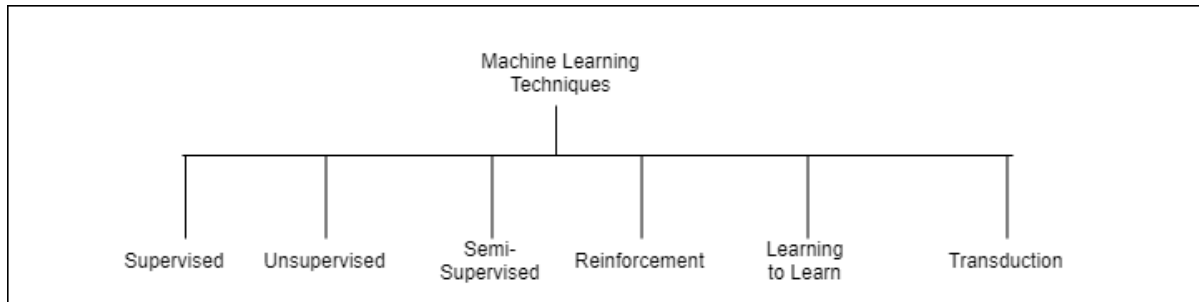 Machine Learning
Techniques
Supervised
Unsupervised
Semi-
Supervised
Reinforcement
Learning
to Learn
Transduction